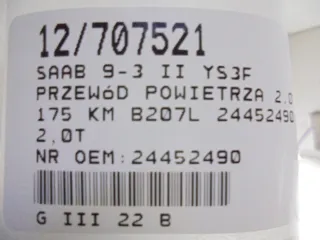 12/707521
SAAB 9-3 II YS3F
PRZEWóD POWIETRZA 2.0
175 KM B207L 24452490
2,0T
NR OEM:24452490
G III 22 B